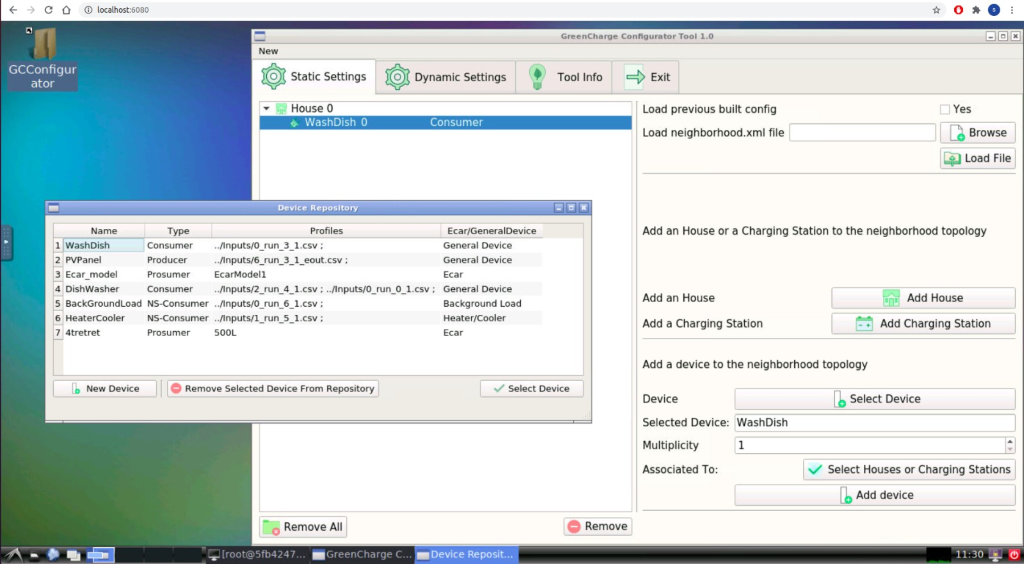 localhost:6080
GCConfigur
ator
GreenCharge Configurator Tool 1.0
New
Static Settings
Dynamic Settings
Tool Info
Exit
House 0
WashDish 0 Consumer
Load previous built config
Yes
Load neighborhood.xml file
Browse
Load File
Add an House or a Charging Station to the neighborhood topology
Add an House
Add House
Add a Charging Station
Add Charging Station
Add a device to the neighborhood topology
Device
Select Device
Selected Device: WashDish
Multiplicity 1
Associated To:
Select Houses or Charging Stations
Add device
Remove All
Remove
Device Repository
Name Type Profiles Ecar/GeneralDevice
1 WashDish Consumer ../Inputs/0_run_3_1.csv ; General Device
2 PVPanel Producer ../Inputs/6_run_3_1_eout.csv ; General Device
3 Ecar_model Prosumer EcarModel1 Ecar
4 DishWasher Consumer ../Inputs/2_run_4_1.csv ; ../Inputs/0_run_0_1.csv ; General Device
5 BackGroundLoad NS-Consumer ../Inputs/0_run_6_1.csv ; Background Load
6 HeaterCooler NS-Consumer ../Inputs/1_run_5_1.csv ; Heater/Cooler
7 4tretret Prosumer 500L Ecar
New Device
Remove Selected Device From Repository
Select Device
[root@5fb4247...
GreenCharge C...
Device Reposit...
11:30